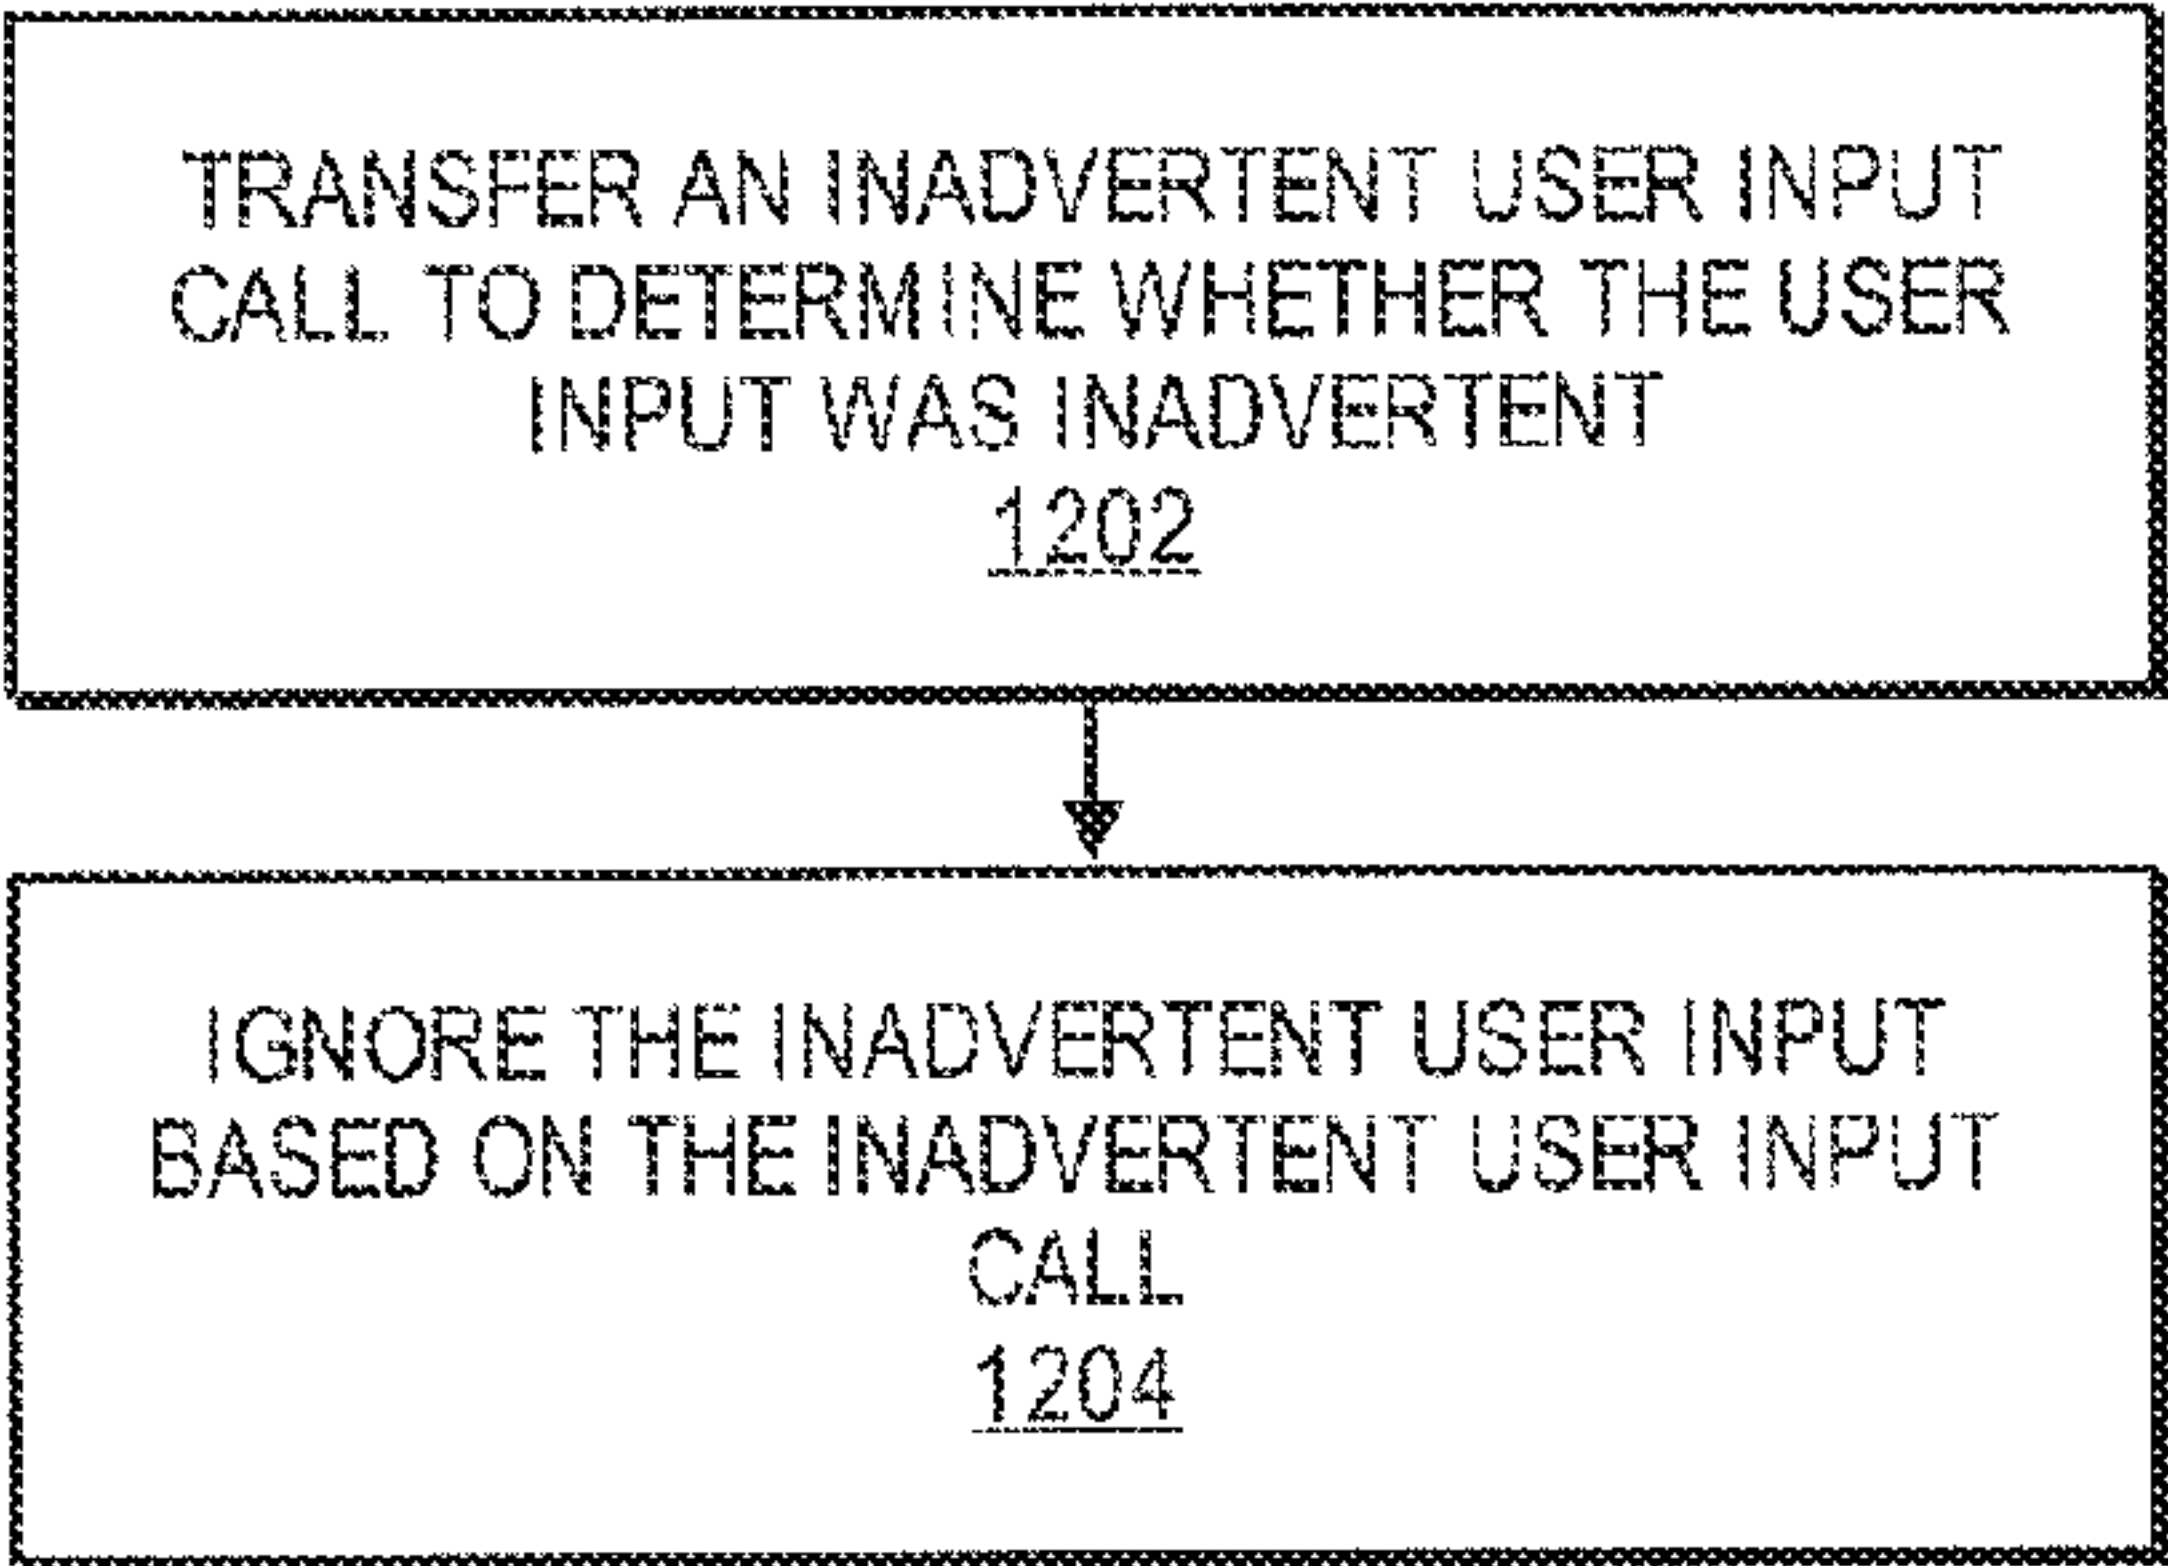 TRANSFER AN INADVERTENT USER INPUT
CALL TO DETERMINE WHETHER THE USER
INPUT WAS INADVERTENT
1202
IGNORE THE INADVERTENT USER INPUT
BASED ON THE INADVERTENT USER INPUT
CALL
1204